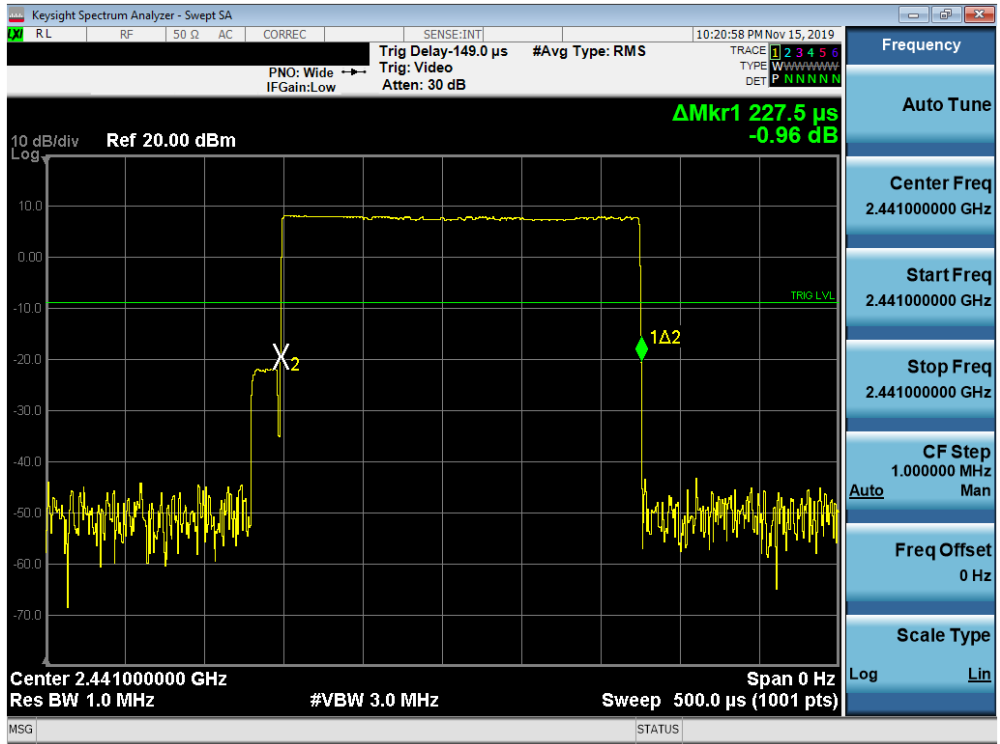 Keysight Spectrum Analyzer - Swept SA
LXI RL RF 50 Ω AC CORREC SENSE:INT 10:20:58 PM Nov 15, 2019
Trig Delay-149.0 µs #Avg Type: RMS TRACE 1 2 3 4 5 6
PNO: Wide Trig: Video TYPE WWWWWW
IFGain:Low Atten: 30 dB DET P N N N N N
ΔMkr1 227.5 µs
-0.96 dB
10 dB/div Ref 20.00 dBm
Log
10.0
0.00
TRIG LVL
-10.0
1Δ2
-20.0
2
-30.0
-40.0
-50.0
-60.0
-70.0
Center 2.441000000 GHz Span 0 Hz
Res BW 1.0 MHz #VBW 3.0 MHz Sweep 500.0 µs (1001 pts)
MSG STATUS
Frequency
Auto Tune
Center Freq
2.441000000 GHz
Start Freq
2.441000000 GHz
Stop Freq
2.441000000 GHz
CF Step
1.000000 MHz
Auto Man
Freq Offset
0 Hz
Scale Type
Log Lin